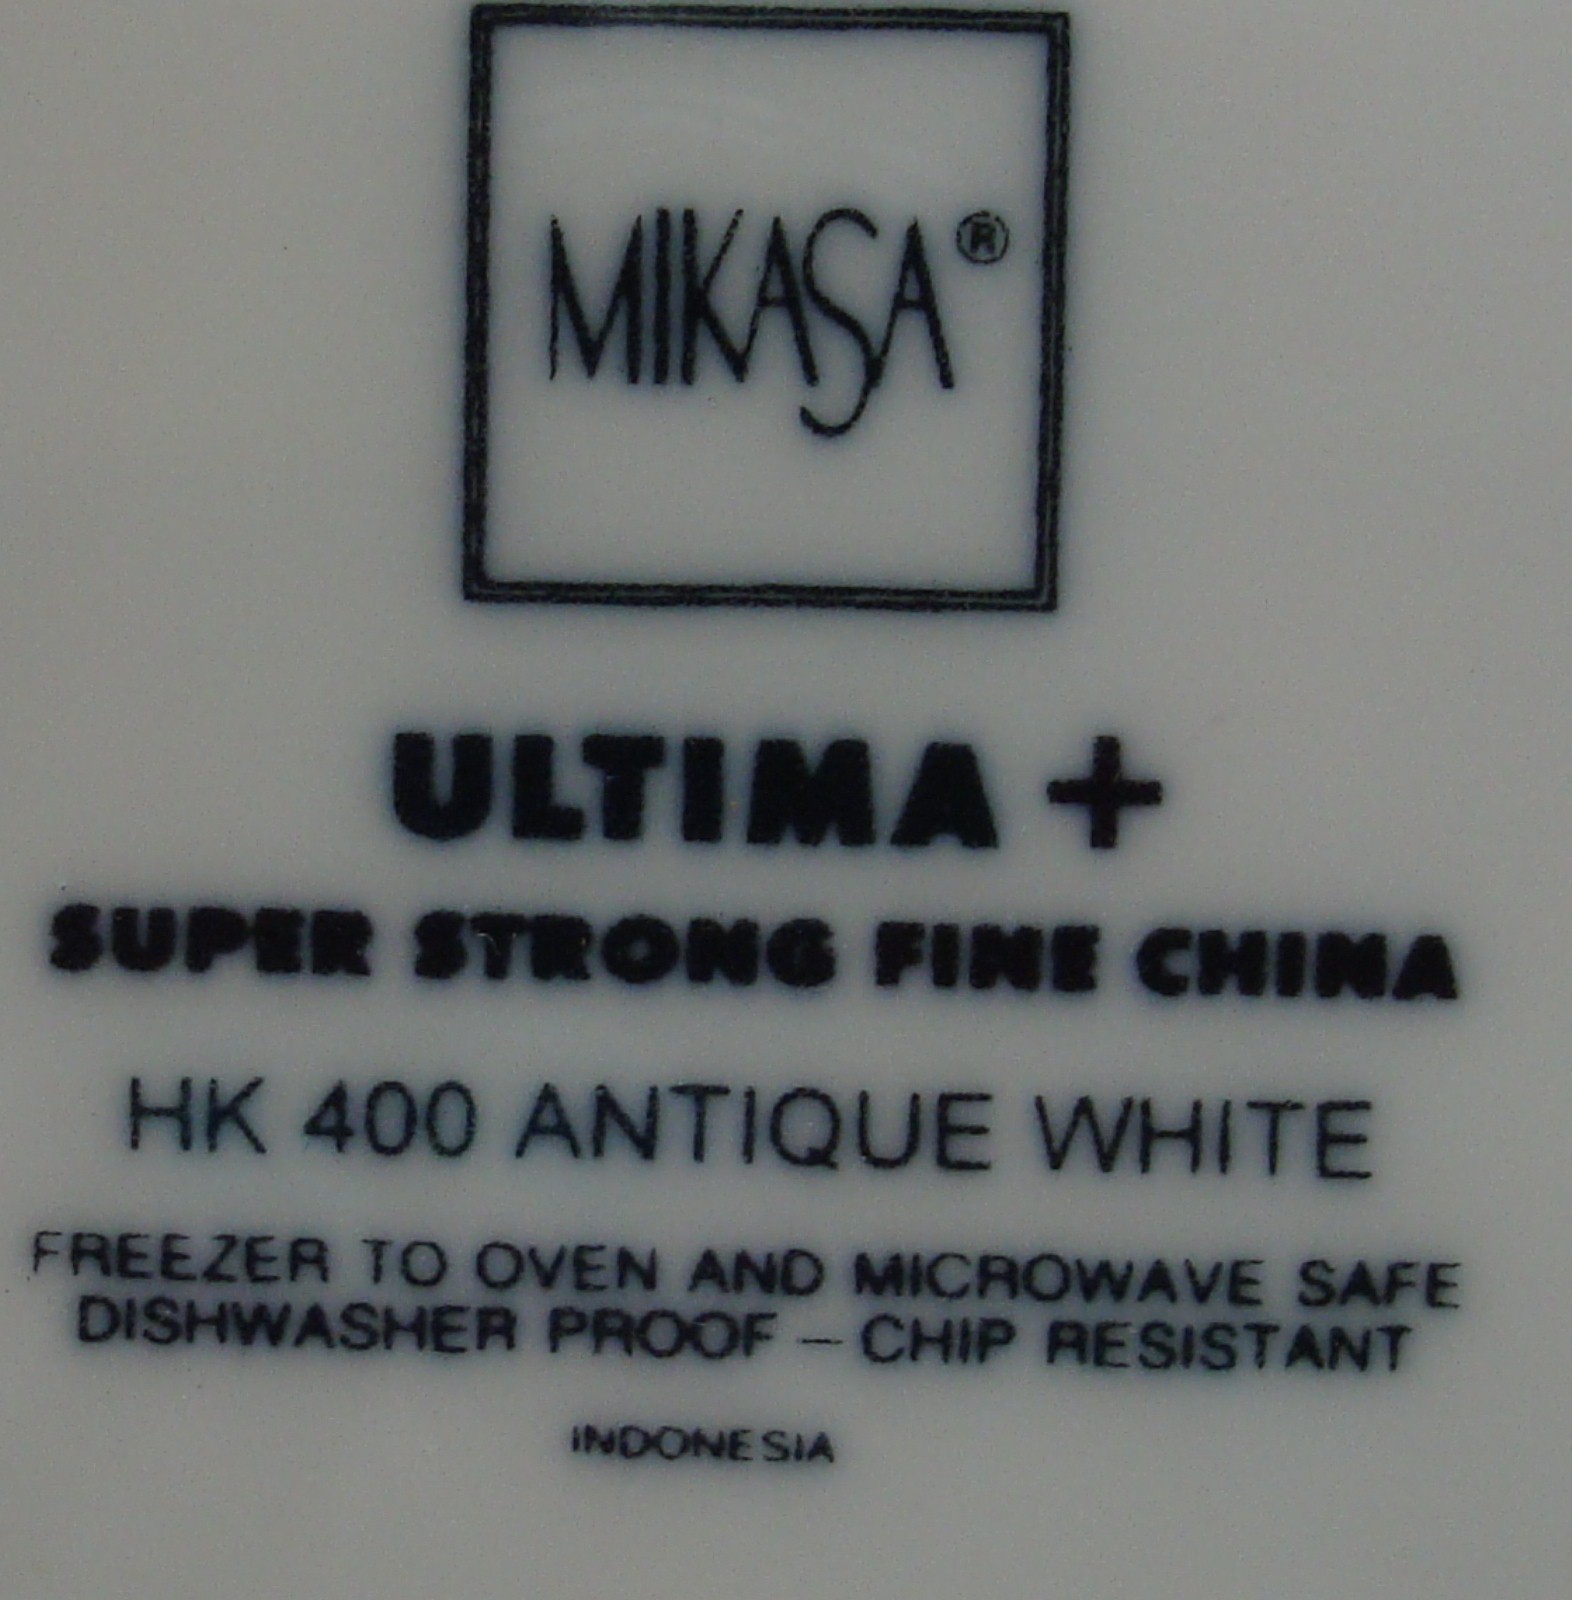 MIKASA®
ULTIMA +
SUPER STRONG FINE CHINA
HK 400 ANTIQUE WHITE
FREEZER TO OVEN AND MICROWAVE SAFE
DISHWASHER PROOF – CHIP RESISTANT
INDONESIA